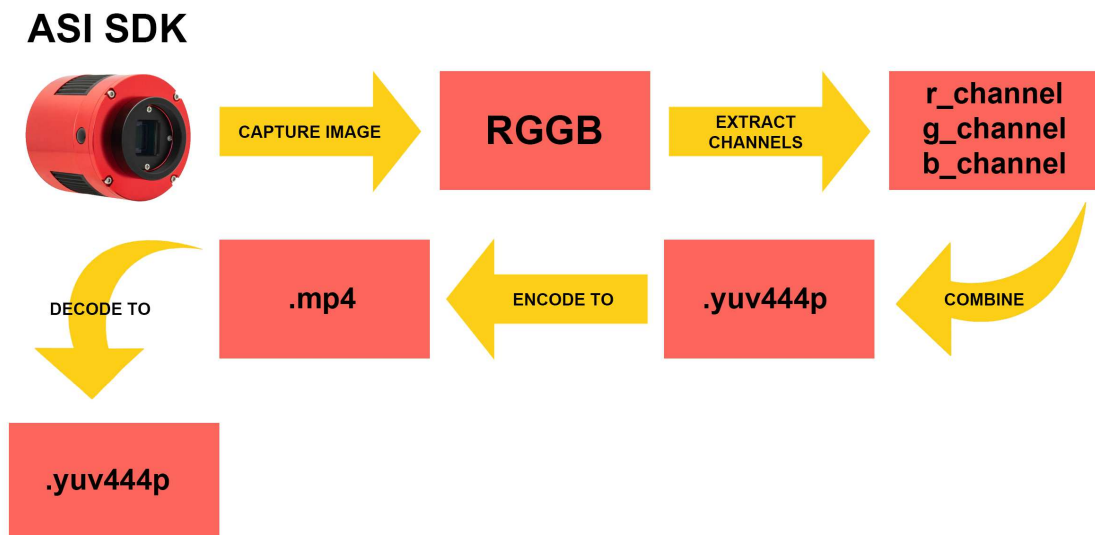 ASI SDK
CAPTURE IMAGE
RGGB
EXTRACT
CHANNELS
r_channel
g_channel
b_channel
COMBINE
.yuv444p
ENCODE TO
.mp4
DECODE TO
.yuv444p